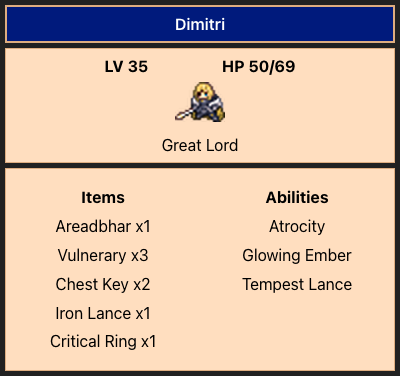 Dimitri
LV 35 HP 50/69
Great Lord
Items
Areadbhar x1
Vulnerary x3
Chest Key x2
Iron Lance x1
Critical Ring x1
Abilities
Atrocity
Glowing Ember
Tempest Lance